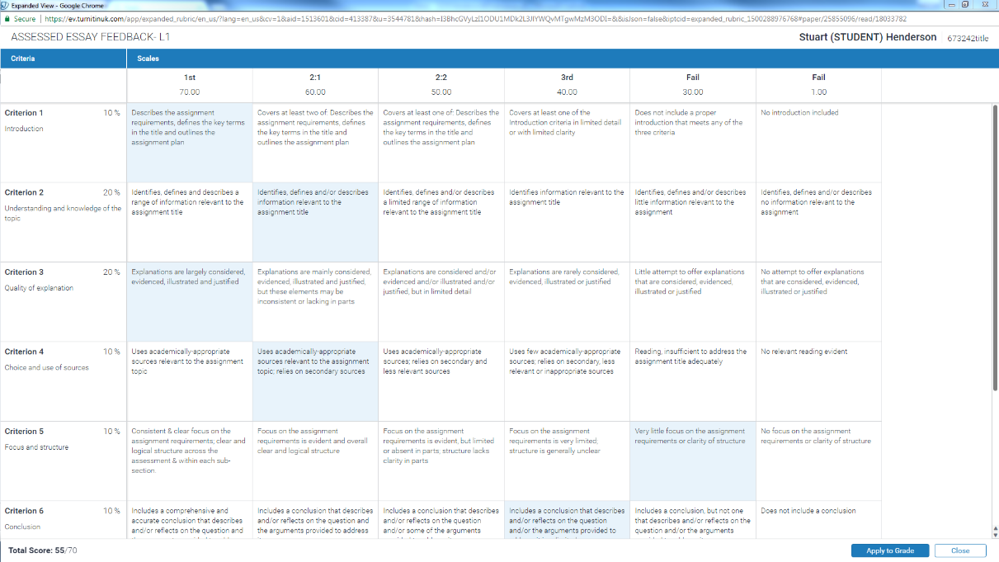 Expanded View - Google Chrome
Secure | https://ev.turnitinuk.com/app/expanded_rubric/en_us/?lang=en_us&cv=1&aid=1513601&cid=413387&u=3544781&hash=I3BhcGVyLzI1ODU1MDk2L3JlYWQvMTgwMzM3ODI=&&isJson=false&iptcid=expanded_rubric_1500288976768#paper/25855096/read/18033782
ASSESSED ESSAY FEEDBACK- L1
Stuart (STUDENT) Henderson 673242title
Criteria
Scales
1st
70.00
2:1
60.00
2:2
50.00
3rd
40.00
Fail
30.00
Fail
1.00
Criterion 1 10 %
Introduction
Describes the assignment
requirements, defines the key terms
in the title and outlines the
assignment plan
Covers at least two of: Describes the
assignment requirements, defines
the key terms in the title and
outlines the assignment plan
Covers at least one of: Describes the
assignment requirements, defines
the key terms in the title and
outlines the assignment plan
Covers at least one of the
Introduction criteria in limited detail
or with limited clarity
Does not include a proper
introduction that meets any of the
three criteria
No introduction included
Criterion 2 20 %
Understanding and knowledge of the
topic
Identifies, defines and describes a
range of information relevant to the
assignment title
Identifies, defines and/or describes
information relevant to the
assignment title
Identifies, defines and/or describes
a limited range of information
relevant to the assignment title
Identifies information relevant to the
assignment title
Identifies, defines and/or describes
little information relevant to the
assignment
Identifies, defines and/or describes
no information relevant to the
assignment
Criterion 3 20 %
Quality of explanation
Explanations are largely considered,
evidenced, illustrated and justified
Explanations are mainly considered,
evidenced, illustrated and justified,
but these elements may be
inconsistent or lacking in parts
Explanations are considered and/or
evidenced and/or illustrated and/or
justified, but in limited detail
Explanations are rarely considered,
evidenced, illustrated or justified
Little attempt to offer explanations
that are considered, evidenced,
illustrated or justified
No attempt to offer explanations
that are considered, evidenced,
illustrated or justified
Criterion 4 10 %
Choice and use of sources
Uses academically-appropriate
sources relevant to the assignment
topic
Uses academically-appropriate
sources relevant to the assignment
topic; relies on secondary sources
Uses academically-appropriate
sources; relies on secondary and
less relevant sources
Uses few academically-appropriate
sources; relies on secondary, less
relevant or inappropriate sources
Reading, insufficient to address the
assignment title adequately
No relevant reading evident
Criterion 5 10 %
Focus and structure
Consistent & clear focus on the
assignment requirements; clear and
logical structure across the
assessment & within each sub-
section.
Focus on the assignment
requirements is evident and overall
clear and logical structure
Focus on the assignment
requirements is evident, but limited
or absent in parts; structure lacks
clarity in parts
Focus on the assignment
requirements is very limited;
structure is generally unclear
Very little focus on the assignment
requirements or clarity of structure
No focus on the assignment
requirements or clarity of structure
Criterion 6 10 %
Conclusion
Includes a comprehensive and
accurate conclusion that describes
and/or reflects on the question and
Includes a conclusion that describes
and/or reflects on the question and
the arguments provided to address
Includes a conclusion that describes
and/or reflects on the question
and/or some of the arguments
Includes a conclusion that describes
and/or reflects on the question
and/or the arguments provided to
Includes a conclusion, but not one
that describes and/or reflects on the
question and/or the arguments
Does not include a conclusion
Total Score: 55/70
Apply to Grade
Close